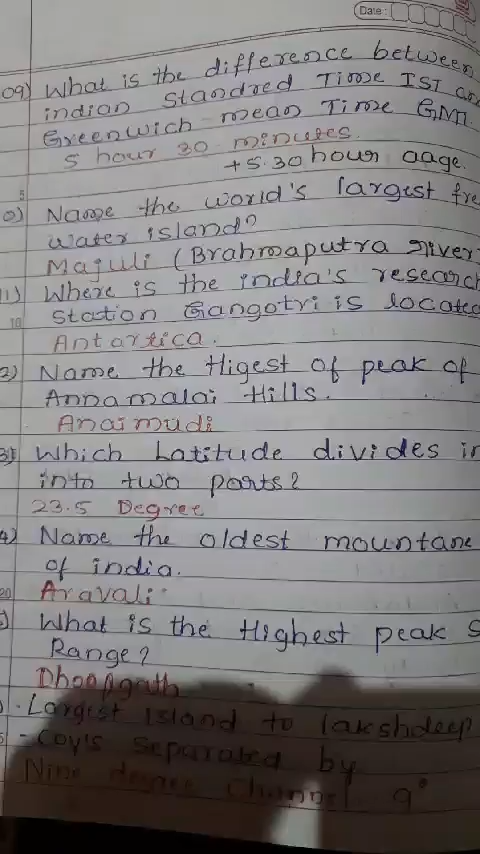 Date :
09) What is the difference between
indian standred Time IST an
Greenwich mean Time GMT.
5 hour 30 minutes.
+5.30 hour aage.
0) Name the world's largest fre
water island?
Majuli (Brahmaputra River
11) Where is the india's research
station Gangotri is locate
Antartica.
2) Name the Higest of peak of
Annamalai Hills.
Anaimudi
3) Which Latitude divides in
into two parts?
23.5 Degree
4) Name the oldest mountane
of india.
Aravali
What is the Highest peak S
Range?
Dhoopgath
Largest island to lakshdeep
- Coy's separated by
Nine degree Channel 9°